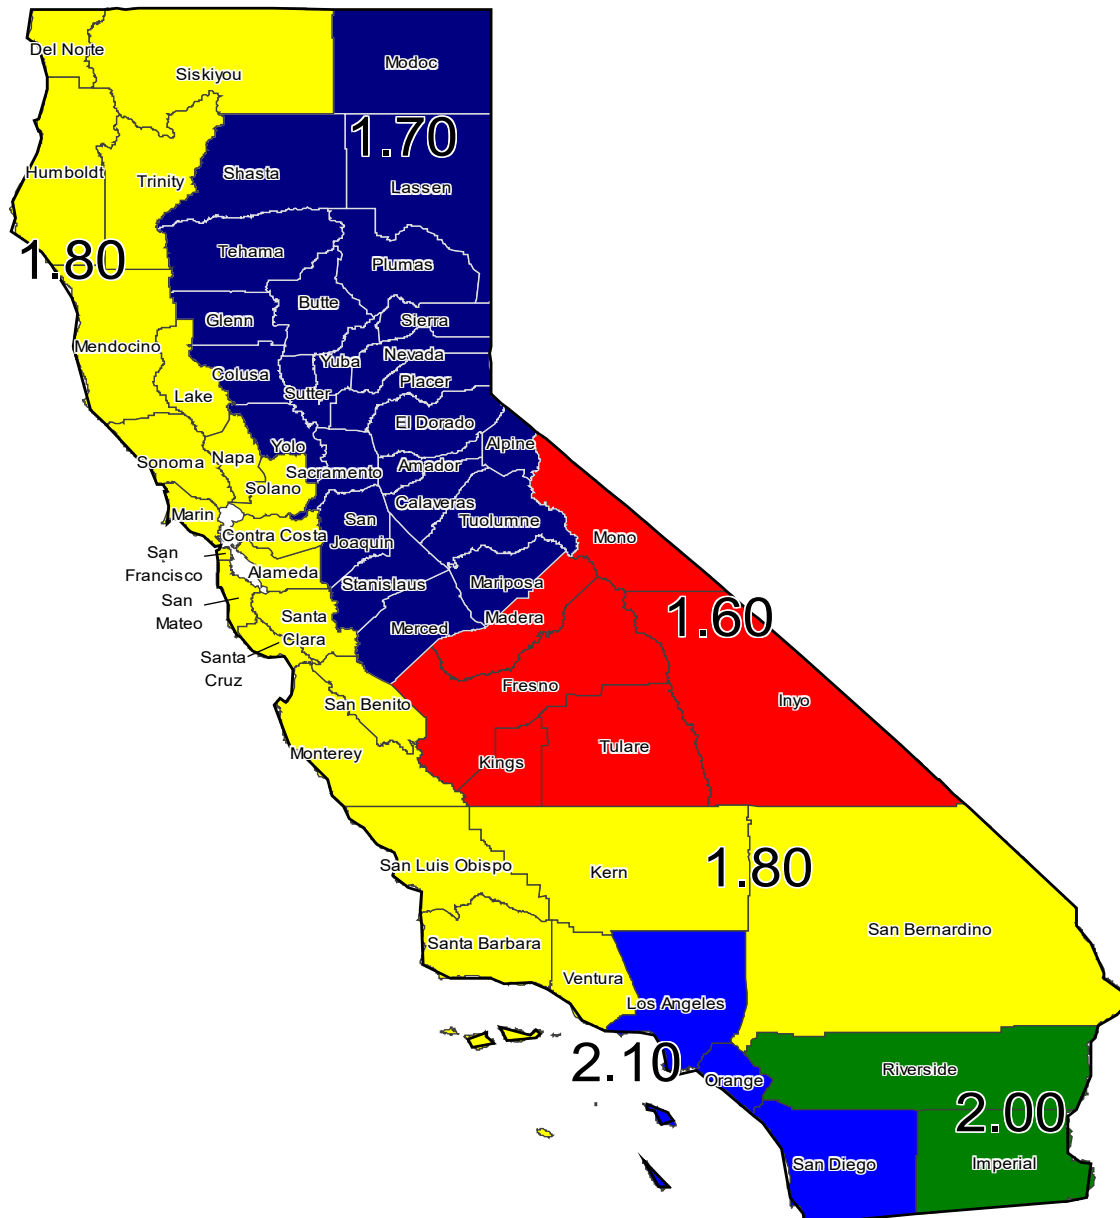 Del Norte
Siskiyou
Modoc
1.70
Humboldt
Trinity
Shasta
Lassen
1.80
Tehama
Plumas
Butte
Glenn
Sierra
Mendocino
Yuba
Nevada
Colusa
Placer
Lake
Sutter
El Dorado
Alpine
Yolo
Sonoma
Napa
Sacramento
Amador
Solano
Calaveras
Marin
San
Joaquin
Tuolumne
Contra Costa
Mono
San
Francisco
Alameda
Stanislaus
Mariposa
San
Mateo
Santa
Clara
Merced
Madera
1.60
Santa
Cruz
Fresno
San Benito
Inyo
Monterey
Kings
Tulare
San Luis Obispo
Kern
1.80
San Bernardino
Santa Barbara
Ventura
Los Angeles
2.10
Orange
Riverside
2.00
San Diego
Imperial